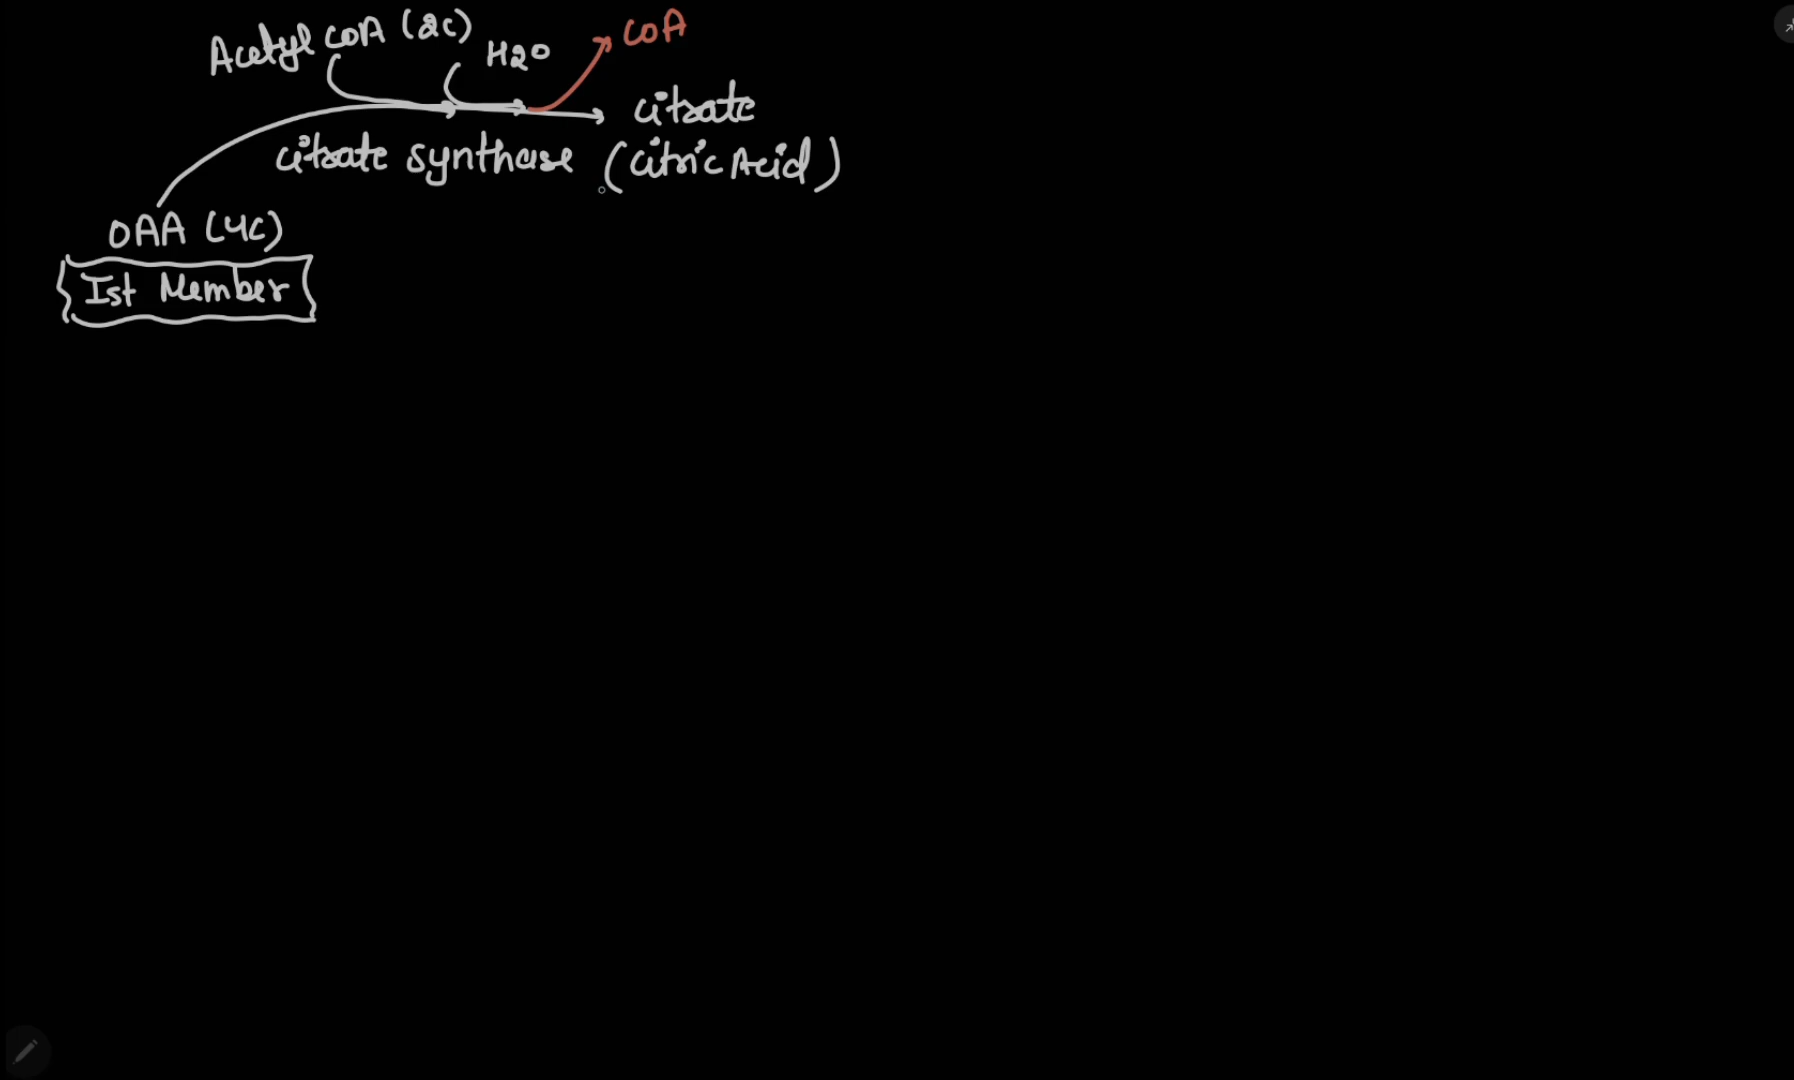 Acetyl CoA (2C)
H2O
CoA
citrate
citrate synthase (citric Acid)
OAA (4C)
Ist Member